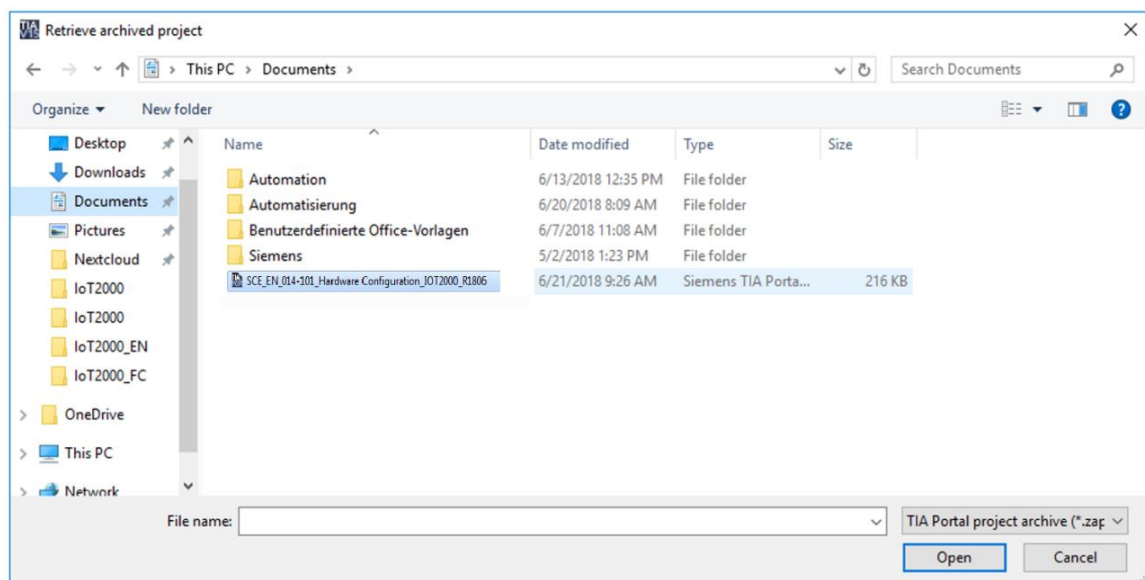 Retrieve archived project
This PC > Documents >
Search Documents
Organize
New folder
Name
Date modified
Type
Size
Desktop
Downloads
Documents
Pictures
Nextcloud
IoT2000
IoT2000
IoT2000_EN
IoT2000_FC
OneDrive
This PC
Network
Automation 6/13/2018 12:35 PM File folder
Automatisierung 6/20/2018 8:09 AM File folder
Benutzerdefinierte Office-Vorlagen 6/7/2018 11:08 AM File folder
Siemens 5/2/2018 1:23 PM File folder
SCE_EN_014-101_Hardware Configuration_IOT2000_R1806 6/21/2018 9:26 AM Siemens TIA Porta... 216 KB
File name:
TIA Portal project archive (*.zap
Open
Cancel